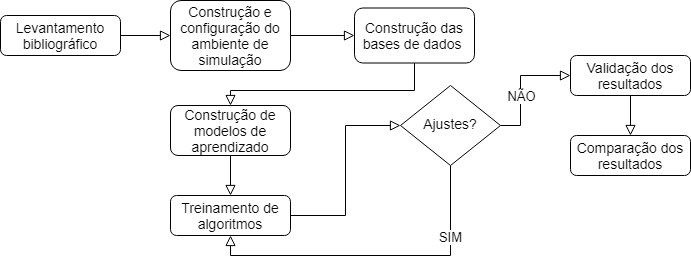 Levantamento
bibliográfico
Construção e
configuração do
ambiente de
simulação
Construção das
bases de dados
Construção de
modelos de
aprendizado
Treinamento de
algoritmos
Ajustes?
SIM
NÃO
Validação dos
resultados
Comparação dos
resultados